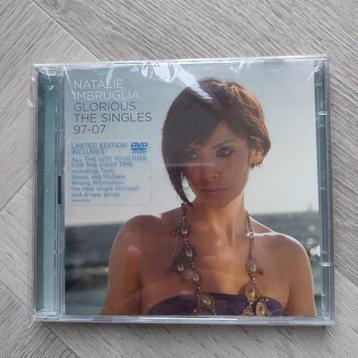 NATALIE
IMBRUGLIA
GLORIOUS
THE SINGLES
97-07
LIMITED EDITION
INCLUDES
DVD
ALL THE HITS TOGETHER
FOR THE FIRST TIME
Including, Torn,
Shiver, Big Mistake,
Wrong Impression,
the new single Glorious
and 4 new songs